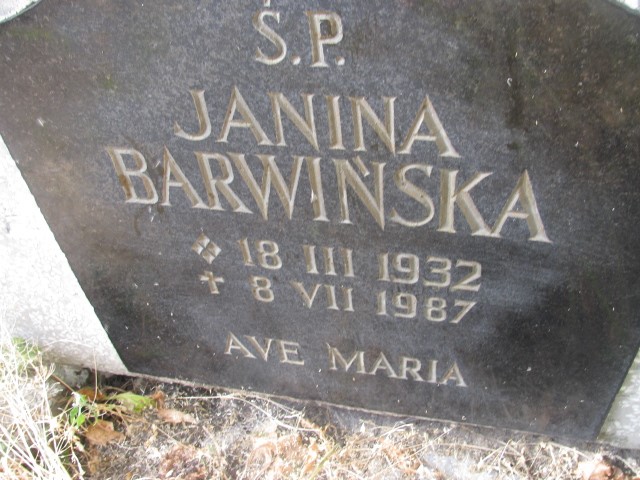 Ś.P.
JANINA
BARWIŃSKA
18 III 1932
8 VII 1987
AVE MARIA